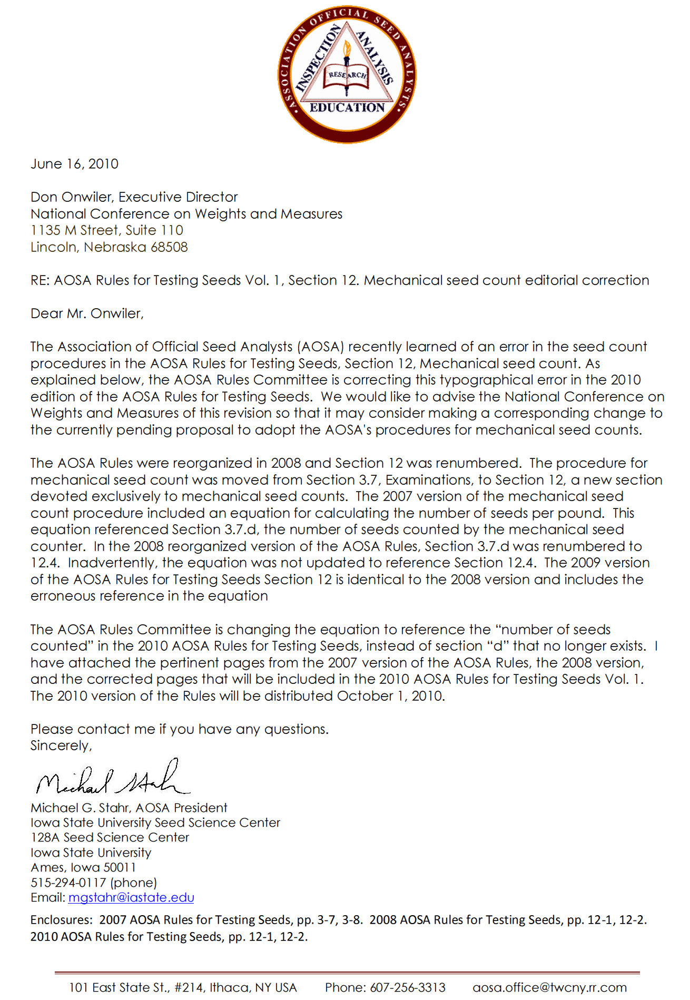 • ASSOCIATION OFFICIAL SEED ANALYSTS •
INSPECTION
ANALYSIS
RESEARCH
EDUCATION
June 16, 2010
Don Onwiler, Executive Director
National Conference on Weights and Measures
1135 M Street, Suite 110
Lincoln, Nebraska 68508
RE: AOSA Rules for Testing Seeds Vol. 1, Section 12. Mechanical seed count editorial correction
Dear Mr. Onwiler,
The Association of Official Seed Analysts (AOSA) recently learned of an error in the seed count
procedures in the AOSA Rules for Testing Seeds, Section 12, Mechanical seed count. As
explained below, the AOSA Rules Committee is correcting this typographical error in the 2010
edition of the AOSA Rules for Testing Seeds.  We would like to advise the National Conference on
Weights and Measures of this revision so that it may consider making a corresponding change to
the currently pending proposal to adopt the AOSA's procedures for mechanical seed counts.
The AOSA Rules were reorganized in 2008 and Section 12 was renumbered.  The procedure for
mechanical seed count was moved from Section 3.7, Examinations, to Section 12, a new section
devoted exclusively to mechanical seed counts.  The 2007 version of the mechanical seed
count procedure included an equation for calculating the number of seeds per pound.  This
equation referenced Section 3.7.d, the number of seeds counted by the mechanical seed
counter.  In the 2008 reorganized version of the AOSA Rules, Section 3.7.d was renumbered to
12.4.  Inadvertently, the equation was not updated to reference Section 12.4.  The 2009 version
of the AOSA Rules for Testing Seeds Section 12 is identical to the 2008 version and includes the
erroneous reference in the equation
The AOSA Rules Committee is changing the equation to reference the “number of seeds
counted” in the 2010 AOSA Rules for Testing Seeds, instead of section “d” that no longer exists.  I
have attached the pertinent pages from the 2007 version of the AOSA Rules, the 2008 version,
and the corrected pages that will be included in the 2010 AOSA Rules for Testing Seeds Vol. 1.
The 2010 version of the Rules will be distributed October 1, 2010.
Please contact me if you have any questions.
Sincerely,
Michael Stahr
Michael G. Stahr, AOSA President
Iowa State University Seed Science Center
128A Seed Science Center
Iowa State University
Ames, Iowa 50011
515-294-0117 (phone)
Email: mgstahr@iastate.edu
Enclosures:  2007 AOSA Rules for Testing Seeds, pp. 3-7, 3-8.  2008 AOSA Rules for Testing Seeds, pp. 12-1, 12-2.
2010 AOSA Rules for Testing Seeds, pp. 12-1, 12-2.
101 East State St., #214, Ithaca, NY USA     Phone: 607-256-3313     aosa.office@twcny.rr.com